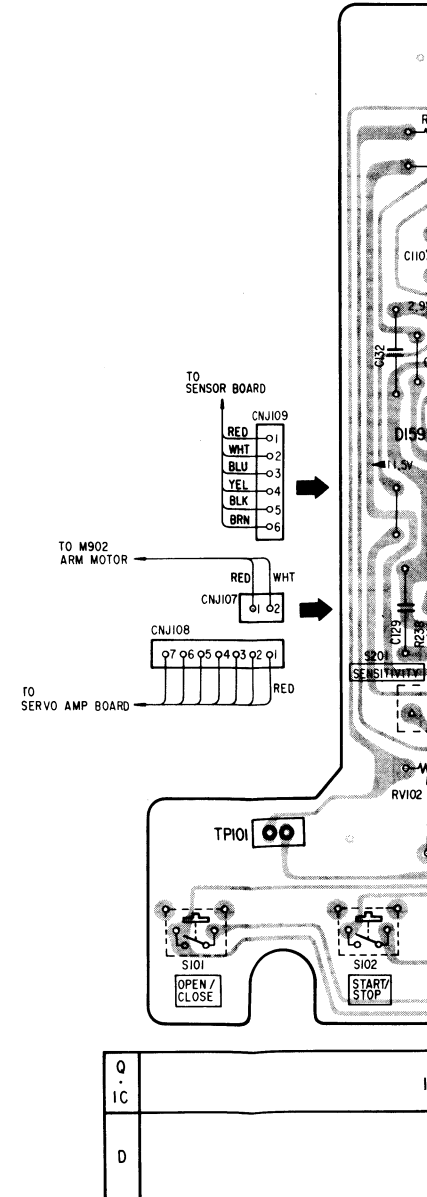 R
C110
2.9
C132
TO
SENSOR BOARD
CNJ109
RED 1
WHT 2
BLU 3
YEL 4
BLK 5
BRN 6
D159
11.5V
TO M902
ARM MOTOR
RED
WHT
CNJ107
1 2
CNJ108
7 6 5 4 3 2 1
RED
TO
SERVO AMP BOARD
C129
R238
S201
SENSITIVITY
RV102
TP101
S101
OPEN /
CLOSE
S102
START/
STOP
Q
·
IC
D